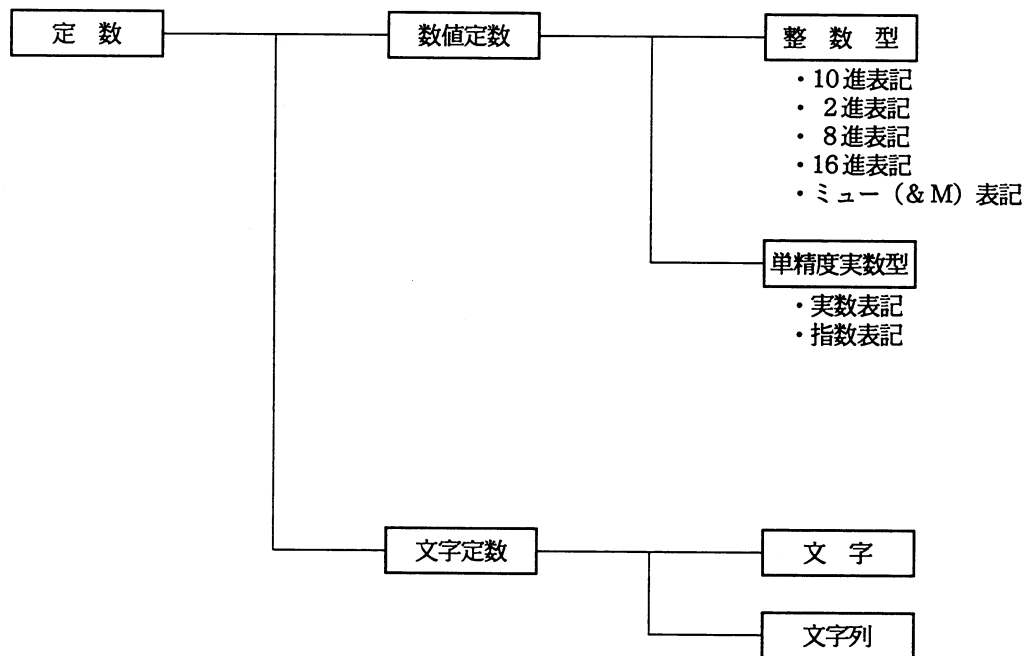 定 数
数値定数
整 数 型
・10進表記
・ 2進表記
・ 8進表記
・16進表記
・ミュー（&M）表記
単精度実数型
・実数表記
・指数表記
文字定数
文 字
文字列